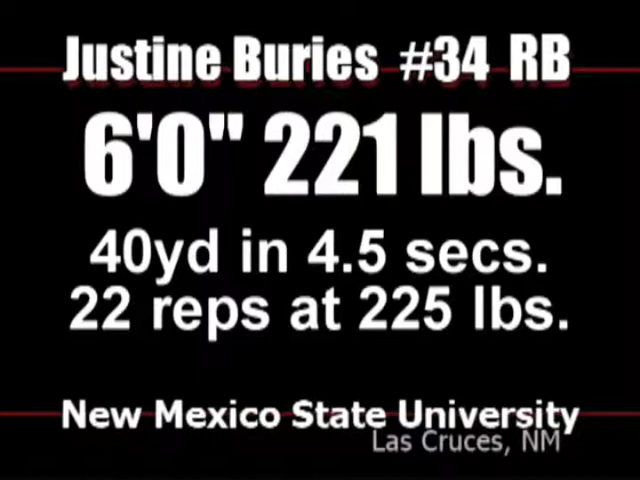 Justine Buries #34 RB
6'0" 221 lbs.
40yd in 4.5 secs.
22 reps at 225 lbs.
New Mexico State University
Las Cruces, NM